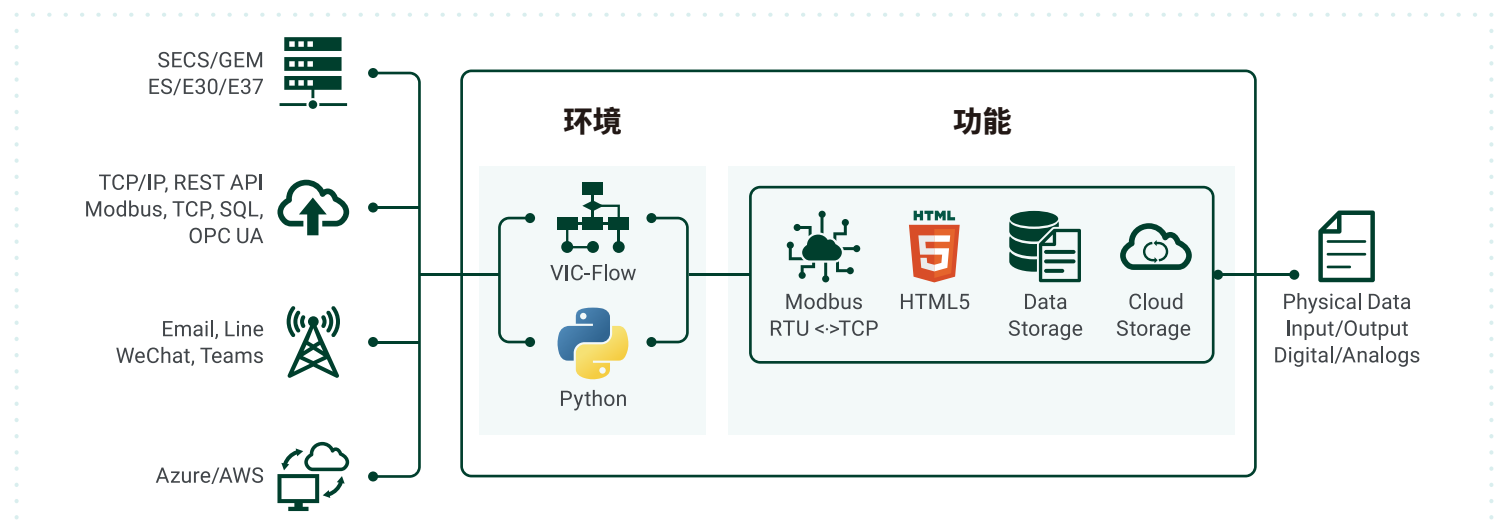 SECS/GEM
ES/E30/E37
TCP/IP, REST API
Modbus, TCP, SQL,
OPC UA
Email, Line
WeChat, Teams
Azure/AWS
环境
VIC-Flow
Python
功能
Modbus
RTU <->TCP
HTML
5
HTML5
Data
Storage
Cloud
Storage
Physical Data
Input/Output
Digital/Analogs